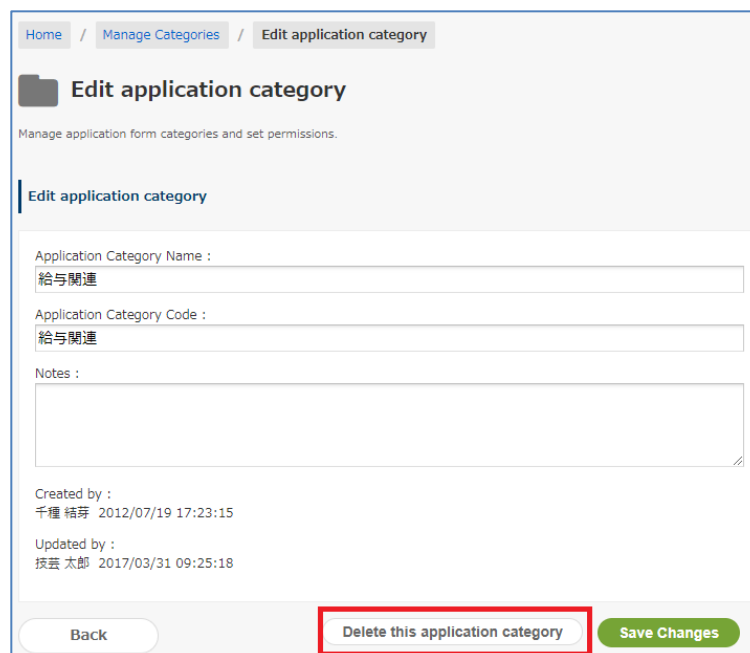 Home / Manage Categories / Edit application category
Edit application category
Manage application form categories and set permissions.
Edit application category
Application Category Name :
給与関連
Application Category Code :
給与関連
Notes :
Created by :
千種 結芽 2012/07/19 17:23:15
Updated by :
技芸 太郎 2017/03/31 09:25:18
Back Delete this application category Save Changes